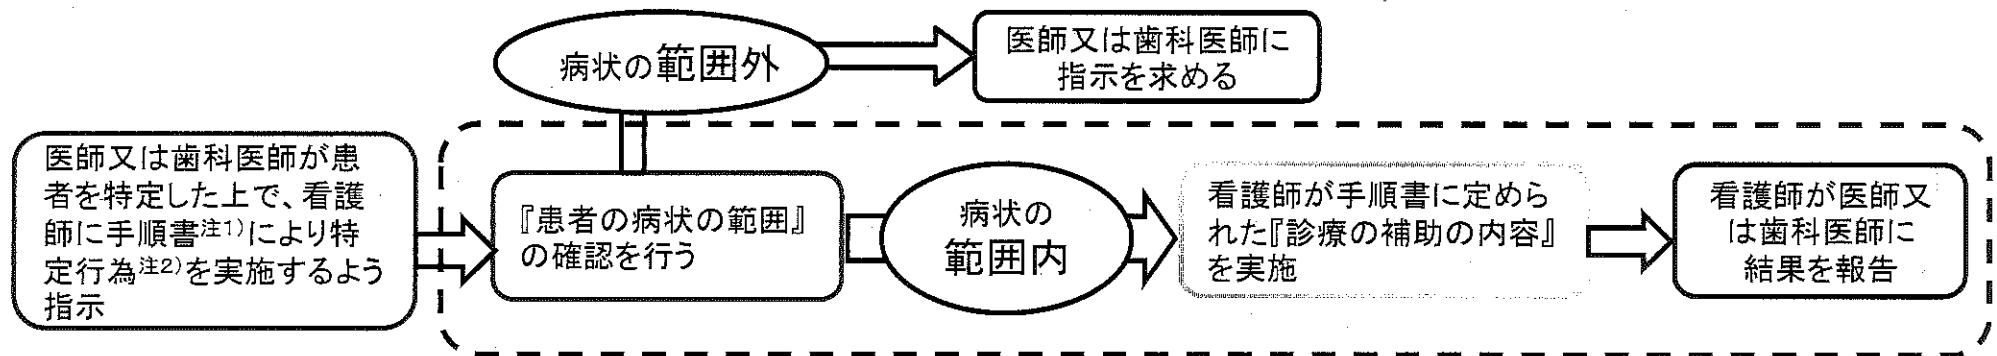 病状の範囲外
医師又は歯科医師に
指示を求める
医師又は歯科医師が患
者を特定した上で、看護
師に手順書注1)により特
定行為注2)を実施するよう
指示
『患者の病状の範囲』
の確認を行う
病状の
範囲内
看護師が手順書に定めら
れた『診療の補助の内容』
を実施
看護師が医師又
は歯科医師に
結果を報告